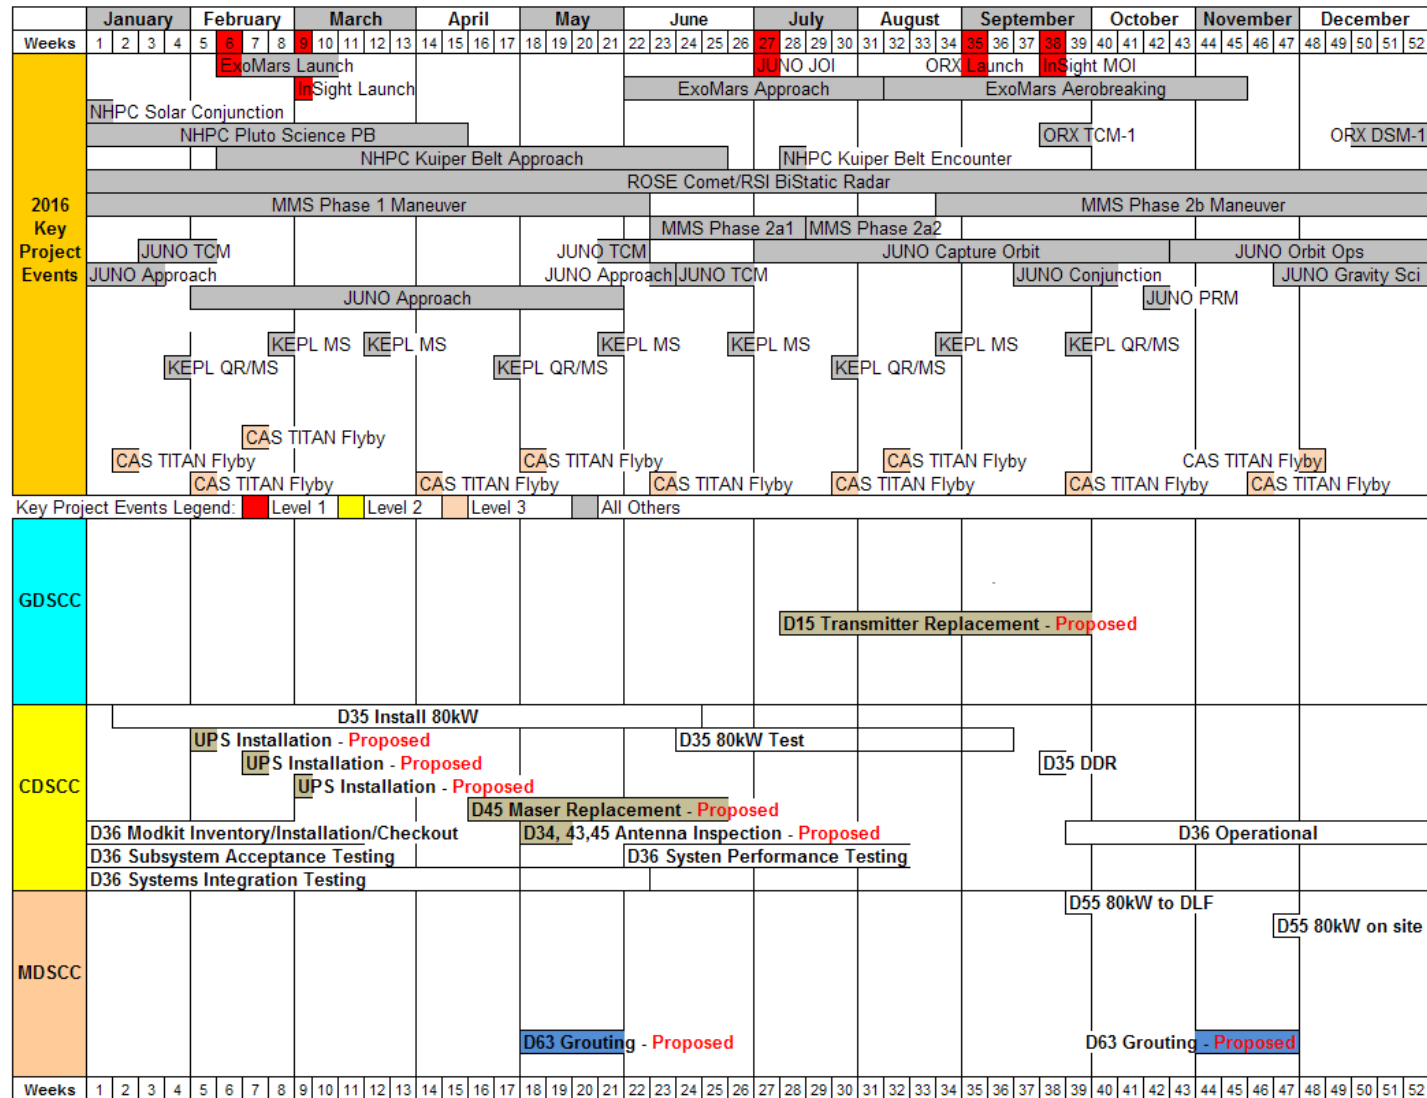 January February March April May June July August September October November December
Weeks 1 2 3 4 5 6 7 8 9 10 11 12 13 14 15 16 17 18 19 20 21 22 23 24 25 26 27 28 29 30 31 32 33 34 35 36 37 38 39 40 41 42 43 44 45 46 47 48 49 50 51 52
2016 Key Project Events
ExoMars Launch JUNO JOI ORX Launch InSight MOI
InSight Launch ExoMars Approach ExoMars Aerobreaking
NHPC Solar Conjunction
NHPC Pluto Science PB ORX TCM-1 ORX DSM-1
NHPC Kuiper Belt Approach NHPC Kuiper Belt Encounter
ROSE Comet/RSI BiStatic Radar
MMS Phase 1 Maneuver MMS Phase 2b Maneuver
MMS Phase 2a1 MMS Phase 2a2
JUNO TCM JUNO TCM JUNO Capture Orbit JUNO Orbit Ops
JUNO Approach JUNO Approach JUNO TCM JUNO Conjunction JUNO Gravity Sci
JUNO Approach JUNO PRM
KEPL MS KEPL MS KEPL MS KEPL MS KEPL MS KEPL QR/MS
KEPL QR/MS KEPL QR/MS KEPL QR/MS
CAS TITAN Flyby
CAS TITAN Flyby CAS TITAN Flyby CAS TITAN Flyby CAS TITAN Flyby
CAS TITAN Flyby CAS TITAN Flyby CAS TITAN Flyby CAS TITAN Flyby CAS TITAN Flyby CAS TITAN Flyby
Key Project Events Legend: Level 1 Level 2 Level 3 All Others
GDSCC
D15 Transmitter Replacement - Proposed
CDSCC
D35 Install 80kW
UPS Installation - Proposed D35 80kW Test
UPS Installation - Proposed D35 DDR
UPS Installation - Proposed
D45 Maser Replacement - Proposed
D36 Modkit Inventory/Installation/Checkout D34, 43,45 Antenna Inspection - Proposed D36 Operational
D36 Subsystem Acceptance Testing D36 Systen Performance Testing
D36 Systems Integration Testing
MDSCC
D55 80kW to DLF
D55 80kW on site
D63 Grouting - Proposed D63 Grouting - Proposed
Weeks 1 2 3 4 5 6 7 8 9 10 11 12 13 14 15 16 17 18 19 20 21 22 23 24 25 26 27 28 29 30 31 32 33 34 35 36 37 38 39 40 41 42 43 44 45 46 47 48 49 50 51 52